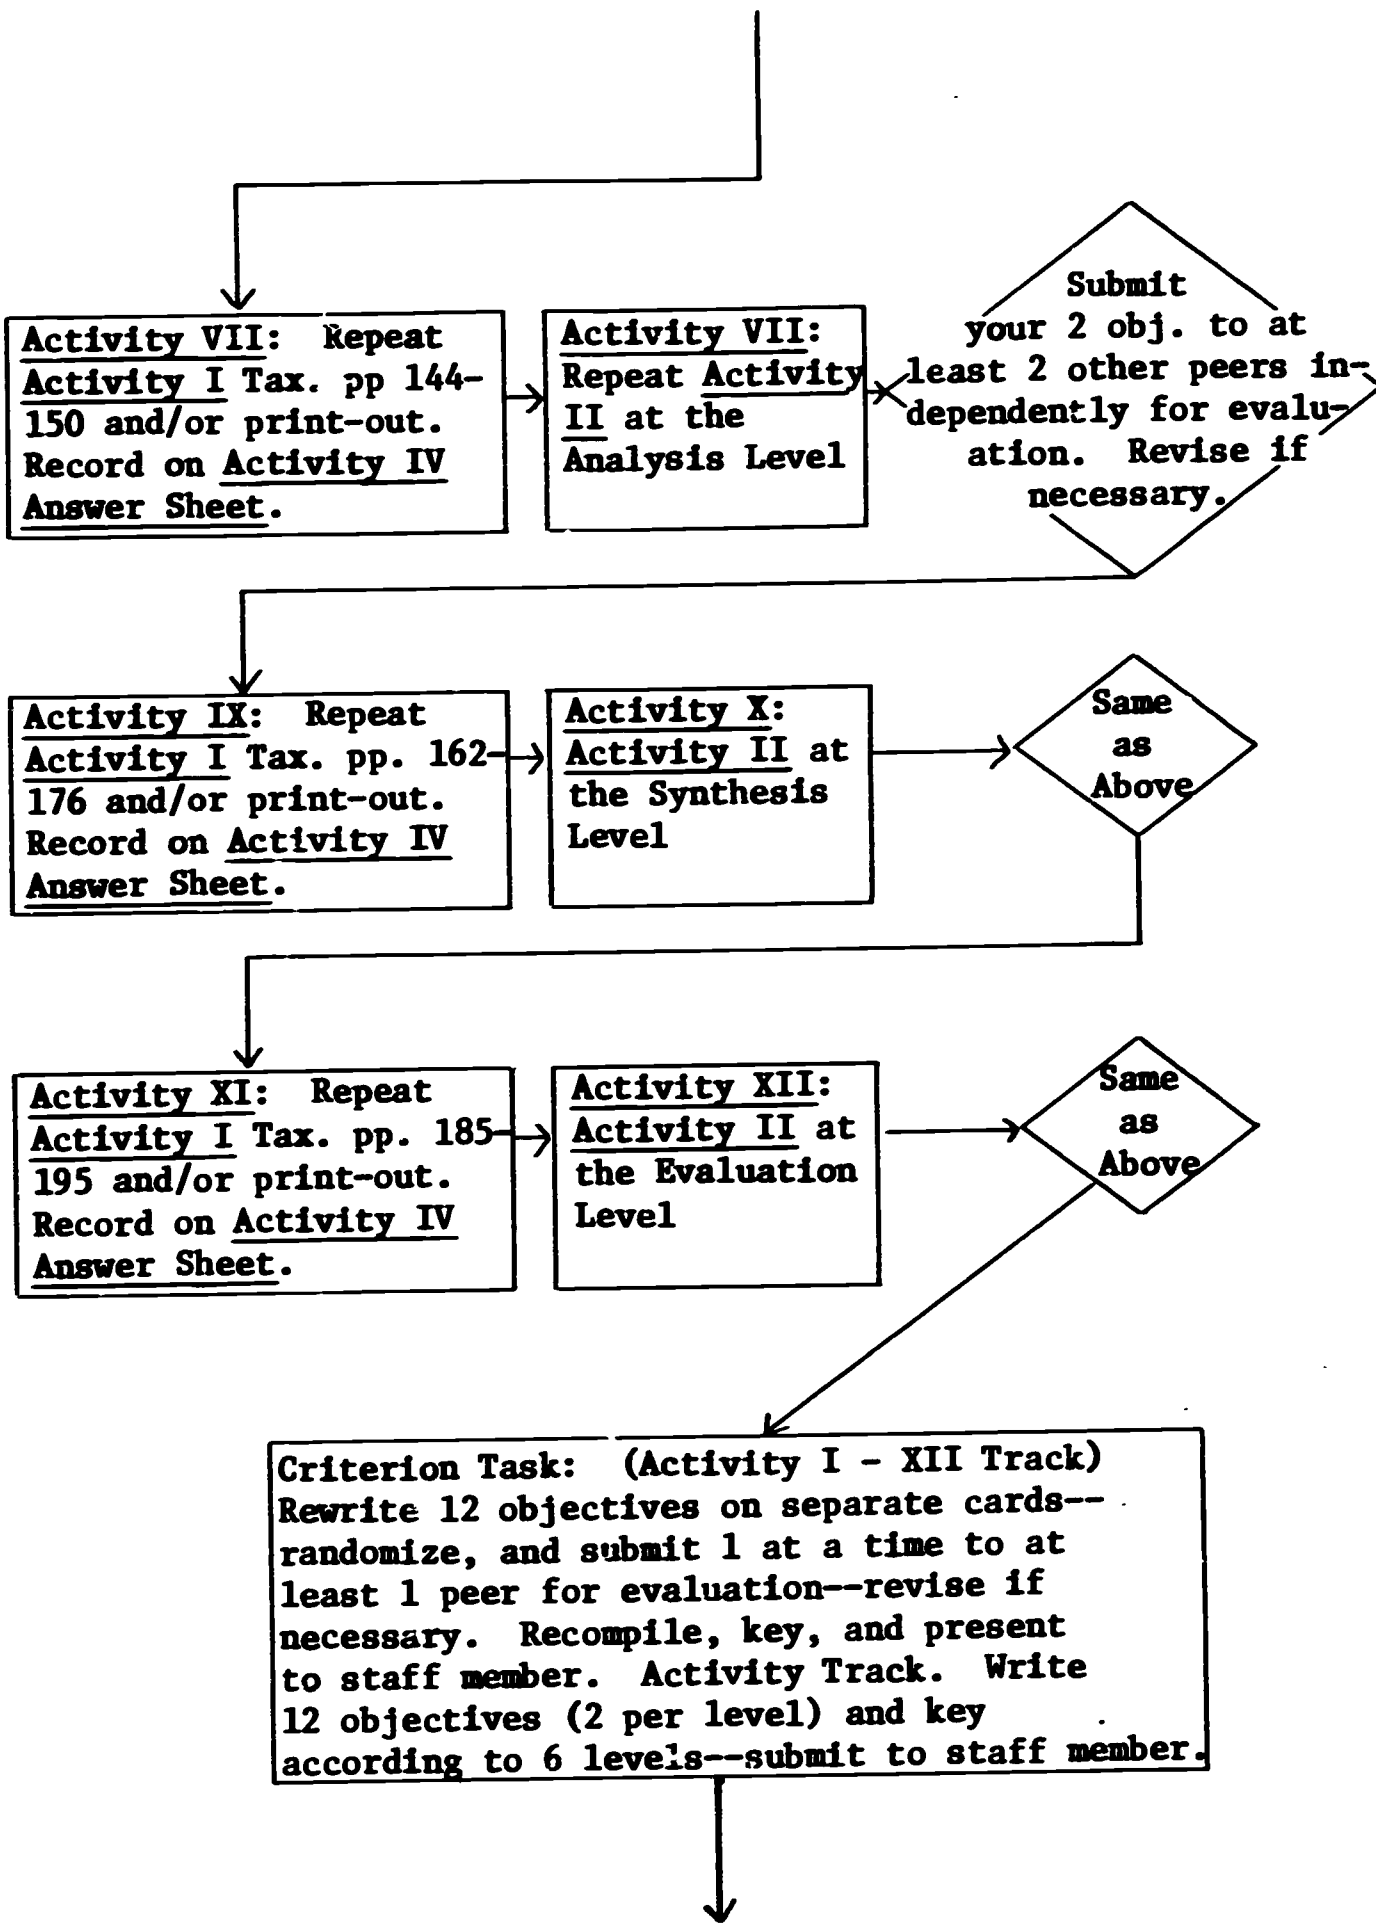 Activity VII: Repeat
Activity I Tax. pp 144-
150 and/or print-out.
Record on Activity IV
Answer Sheet.
Activity VII:
Repeat Activity
II at the
Analysis Level
Submit
your 2 obj. to at
least 2 other peers in-
dependently for evalu-
ation. Revise if
necessary.
Activity IX: Repeat
Activity I Tax. pp. 162-
176 and/or print-out.
Record on Activity IV
Answer Sheet.
Activity X:
Activity II at
the Synthesis
Level
Same
as
Above
Activity XI: Repeat
Activity I Tax. pp. 185-
195 and/or print-out.
Record on Activity IV
Answer Sheet.
Activity XII:
Activity II at
the Evaluation
Level
Same
as
Above
Criterion Task: (Activity I - XII Track)
Rewrite 12 objectives on separate cards--
randomize, and submit 1 at a time to at
least 1 peer for evaluation--revise if
necessary. Recompile, key, and present
to staff member. Activity Track. Write
12 objectives (2 per level) and key
according to 6 levels--submit to staff member.